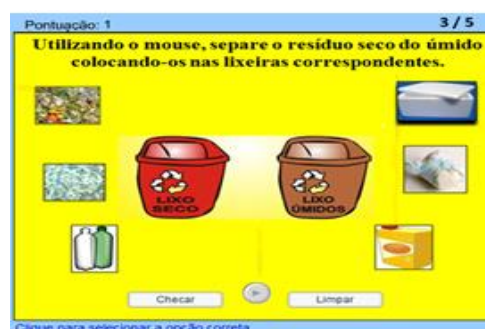 Pontuação: 1
3 / 5
Utilizando o mouse, separe o resíduo seco do úmido
colocando-os nas lixeiras correspondentes.
LIXO
SECO
LIXO
ÚMIDOS
Checar
Limpar
Clique para selecionar a opção correta